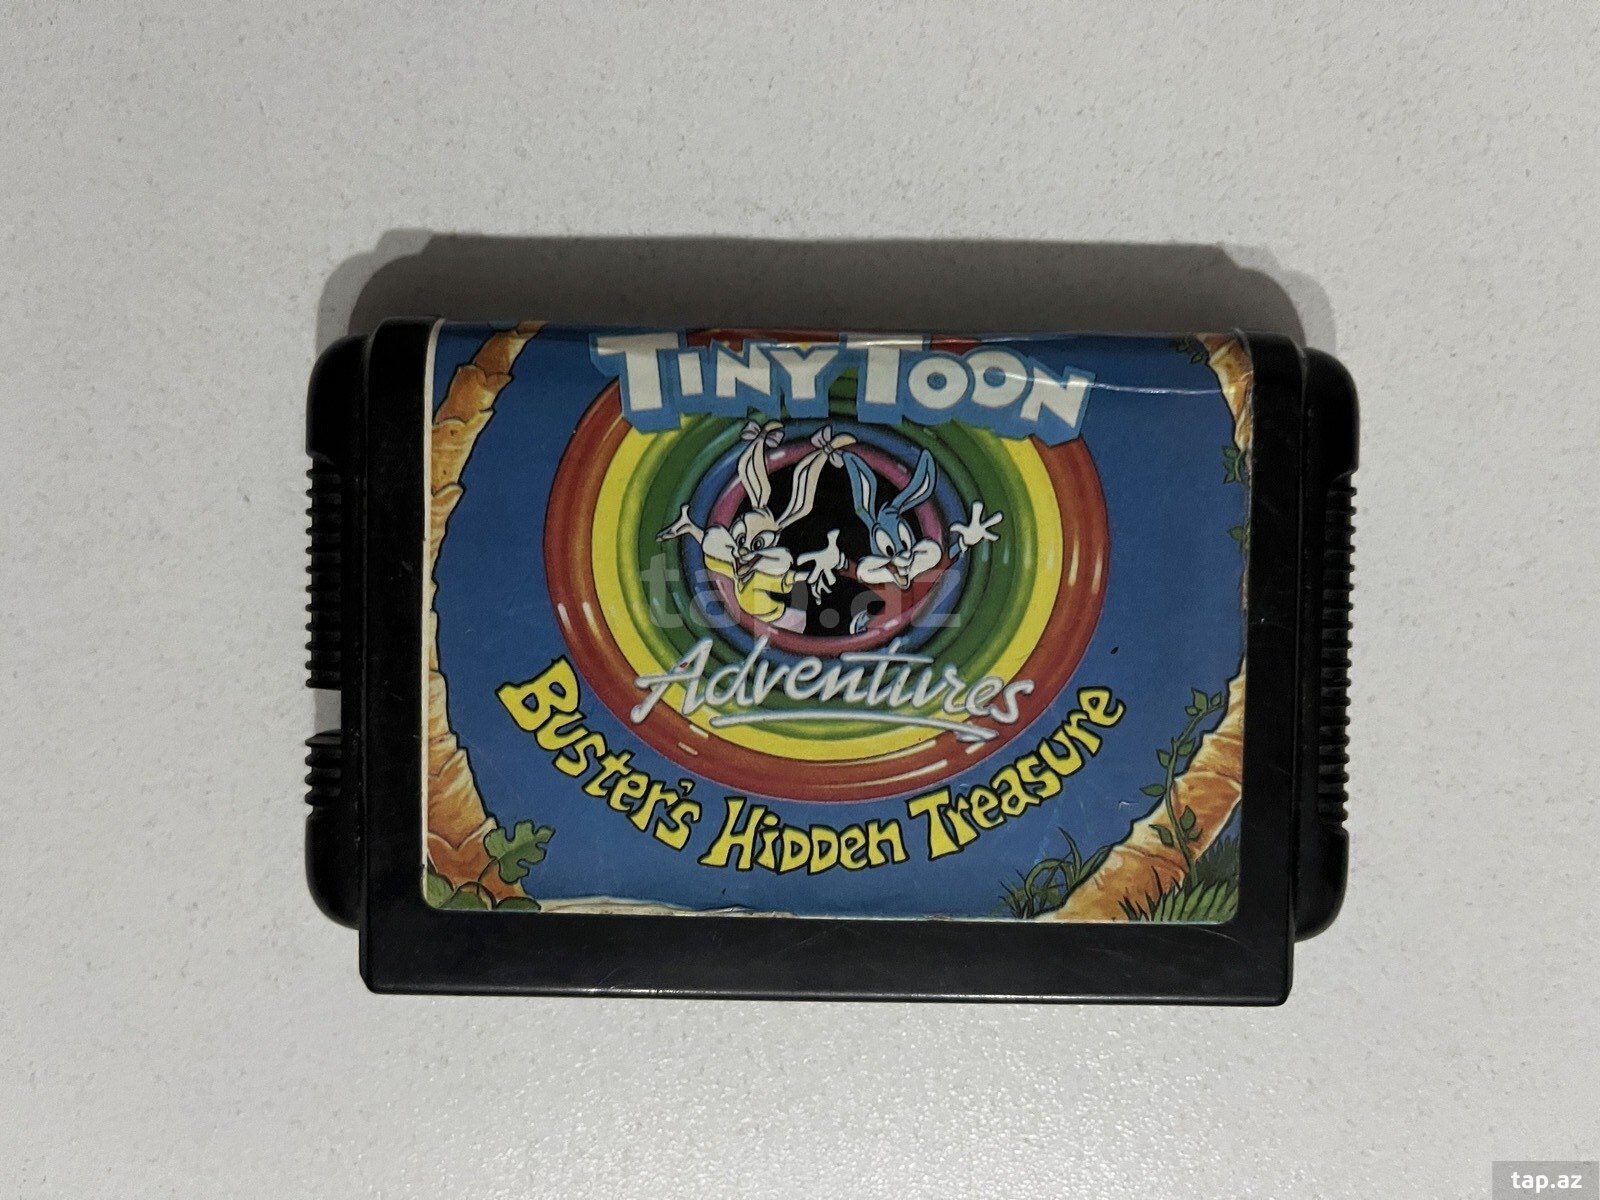 TINY TOON
Adventures
Buster's Hidden Treasure
tap.az
tap.az